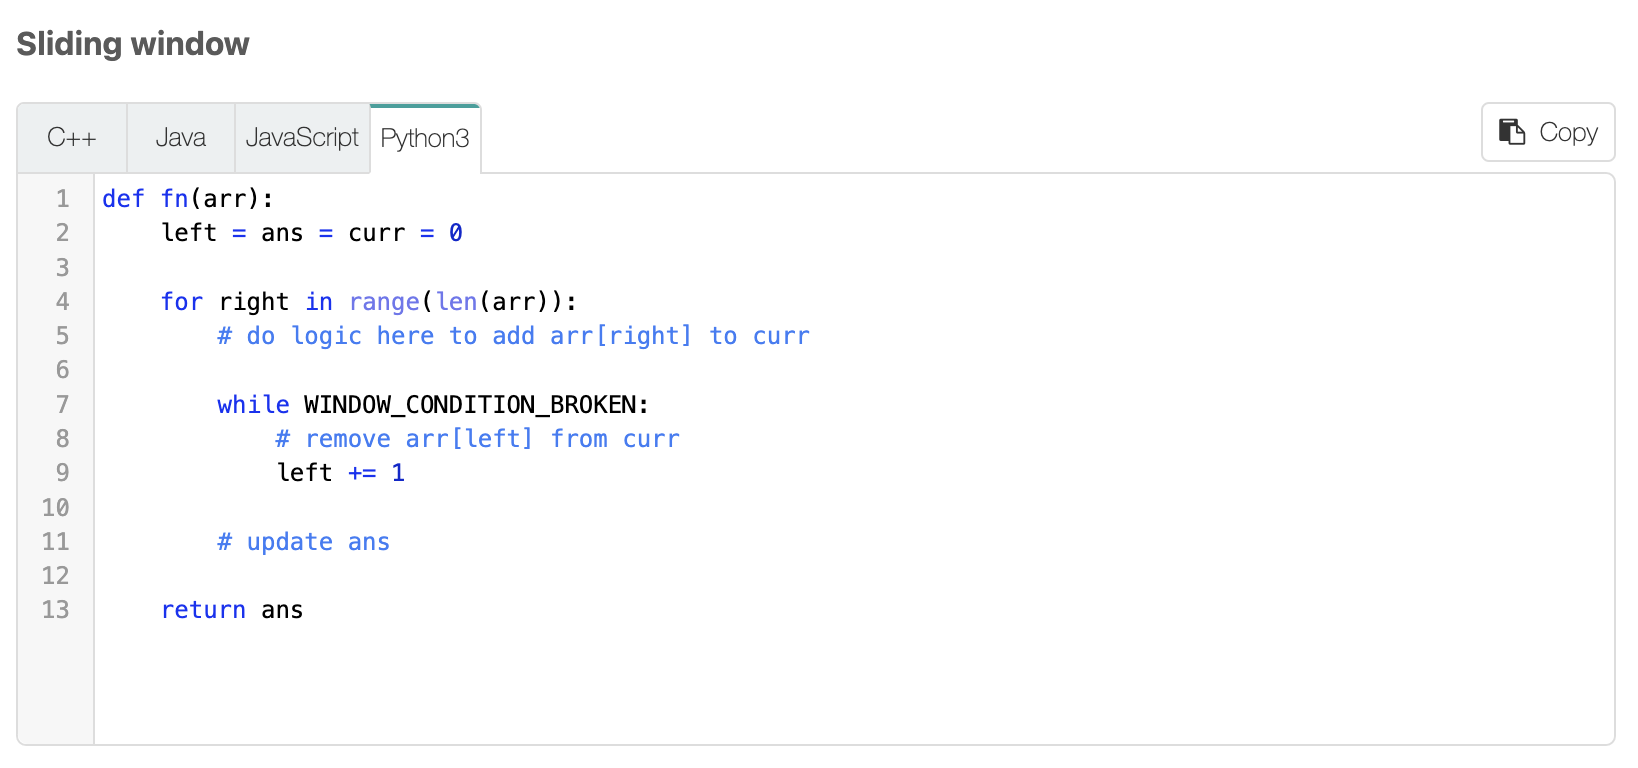 Sliding window
C++ Java JavaScript Python3 Copy
1 def fn(arr):
2     left = ans = curr = 0
3
4     for right in range(len(arr)):
5         # do logic here to add arr[right] to curr
6
7         while WINDOW_CONDITION_BROKEN:
8             # remove arr[left] from curr
9             left += 1
10
11         # update ans
12
13     return ans